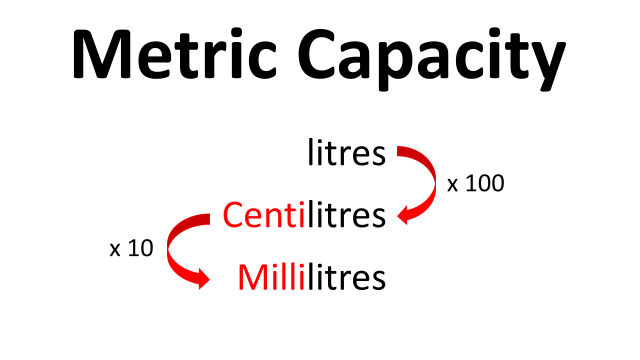 Metric Capacity
litres
x 100
Centilitres
x 10
Millilitres